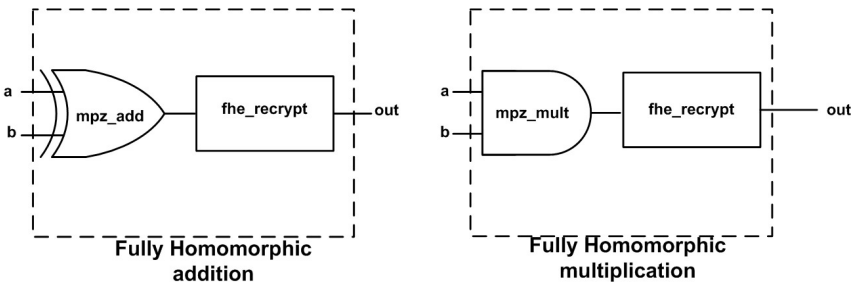 a
b
mpz_add
fhe_recrypt
out
Fully Homomorphic
addition
a
b
mpz_mult
fhe_recrypt
out
Fully Homomorphic
multiplication